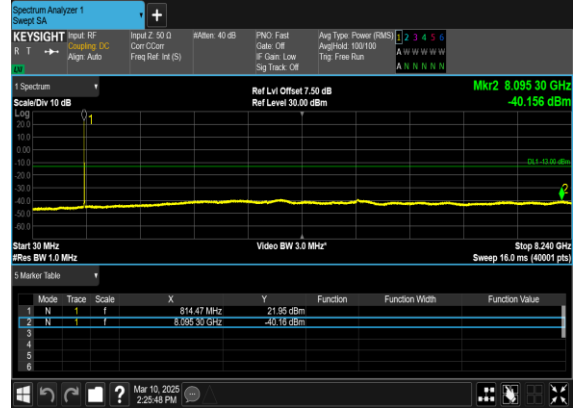 Spectrum Analyzer 1
Swept SA
KEYSIGHT Input: RF Input Z: 50 Ω #Atten: 40 dB PNO: Fast Avg Type: Power (RMS) 1 2 3 4 5 6
R T Coupling: DC Corr CCorr Gate: Off Avg|Hold: 100/100 A W W W W W
Align: Auto Freq Ref: Int (S) IF Gain: Low Trig: Free Run
Sig Track: Off A N N N N N
1 Spectrum Ref Lvl Offset 7.50 dB Mkr2 8.095 30 GHz
Scale/Div 10 dB Ref Level 30.00 dBm -40.156 dBm
Log
1
20.0
10.0
0.00
-10.0
DL1 -13.00 dBm
-20.0
-30.0
2
-40.0
-50.0
-60.0
Start 30 MHz Video BW 3.0 MHz* Stop 8.240 GHz
#Res BW 1.0 MHz Sweep 16.0 ms (40001 pts)
5 Marker Table
Mode Trace Scale X Y Function Function Width Function Value
1 N 1 f 814.47 MHz 21.95 dBm
2 N 1 f 8.095 30 GHz -40.16 dBm
3
4
5
6
? Mar 10, 2025
2:25:48 PM